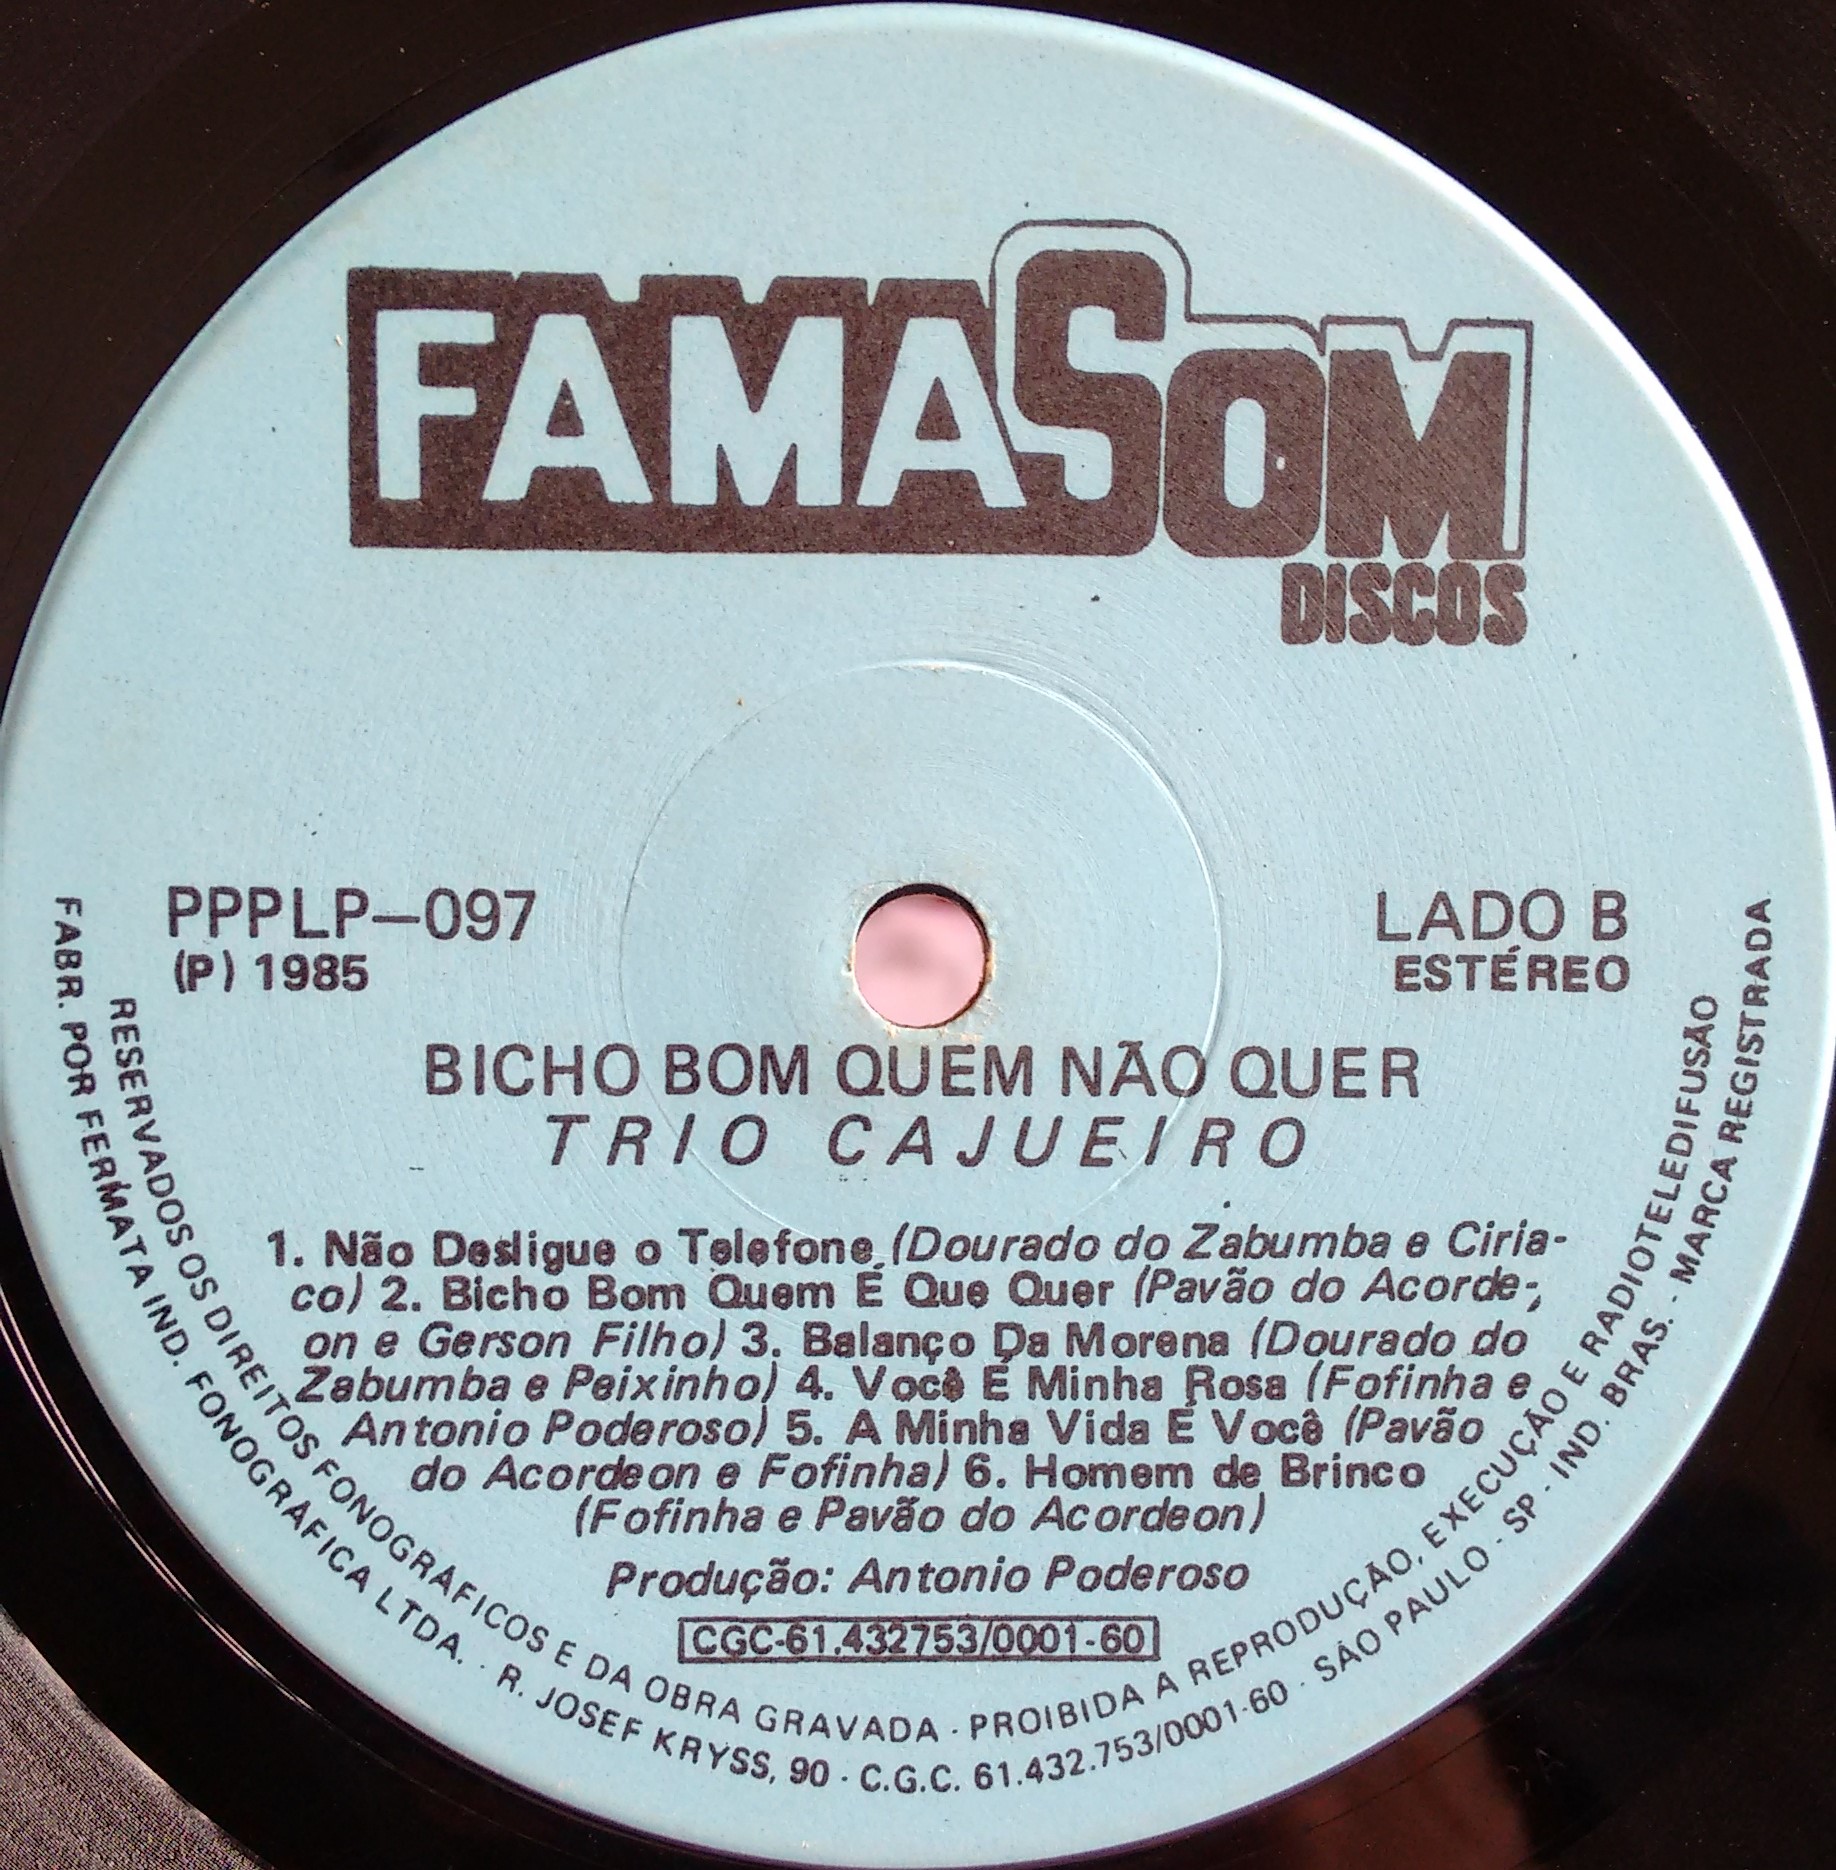 FAMASOM
DISCOS
PPPLP-097
(P) 1985
LADO B
ESTÉREO
BICHO BOM QUEM NÃO QUER
TRIO CAJUEIRO
1. Não Desligue o Telefone (Dourado do Zabumba e Ciria-
co) 2. Bicho Bom Quem É Que Quer (Pavão do Acorde-
on e Gerson Filho) 3. Balanço Da Morena (Dourado do
Zabumba e Peixinho) 4. Você É Minha Rosa (Fofinha e
Antonio Poderoso) 5. A Minha Vida É Você (Pavão
do Acordeon e Fofinha) 6. Homem de Brinco
(Fofinha e Pavão do Acordeon)
Produção: Antonio Poderoso
CGC-61.432753/0001-60
RESERVADOS OS DIREITOS FONOGRÁFICOS E DA OBRA GRAVADA · PROIBIDA A REPRODUÇÃO, EXECUÇÃO E RADIOTELEDIFUSÃO
FABR. POR FERMATA IND. FONOGRÁFICA LTDA. · R. JOSEF KRYSS, 90 · C.G.C. 61.432.753/0001-60 · SÃO PAULO - SP - IND. BRAS. - MARCA REGISTRADA